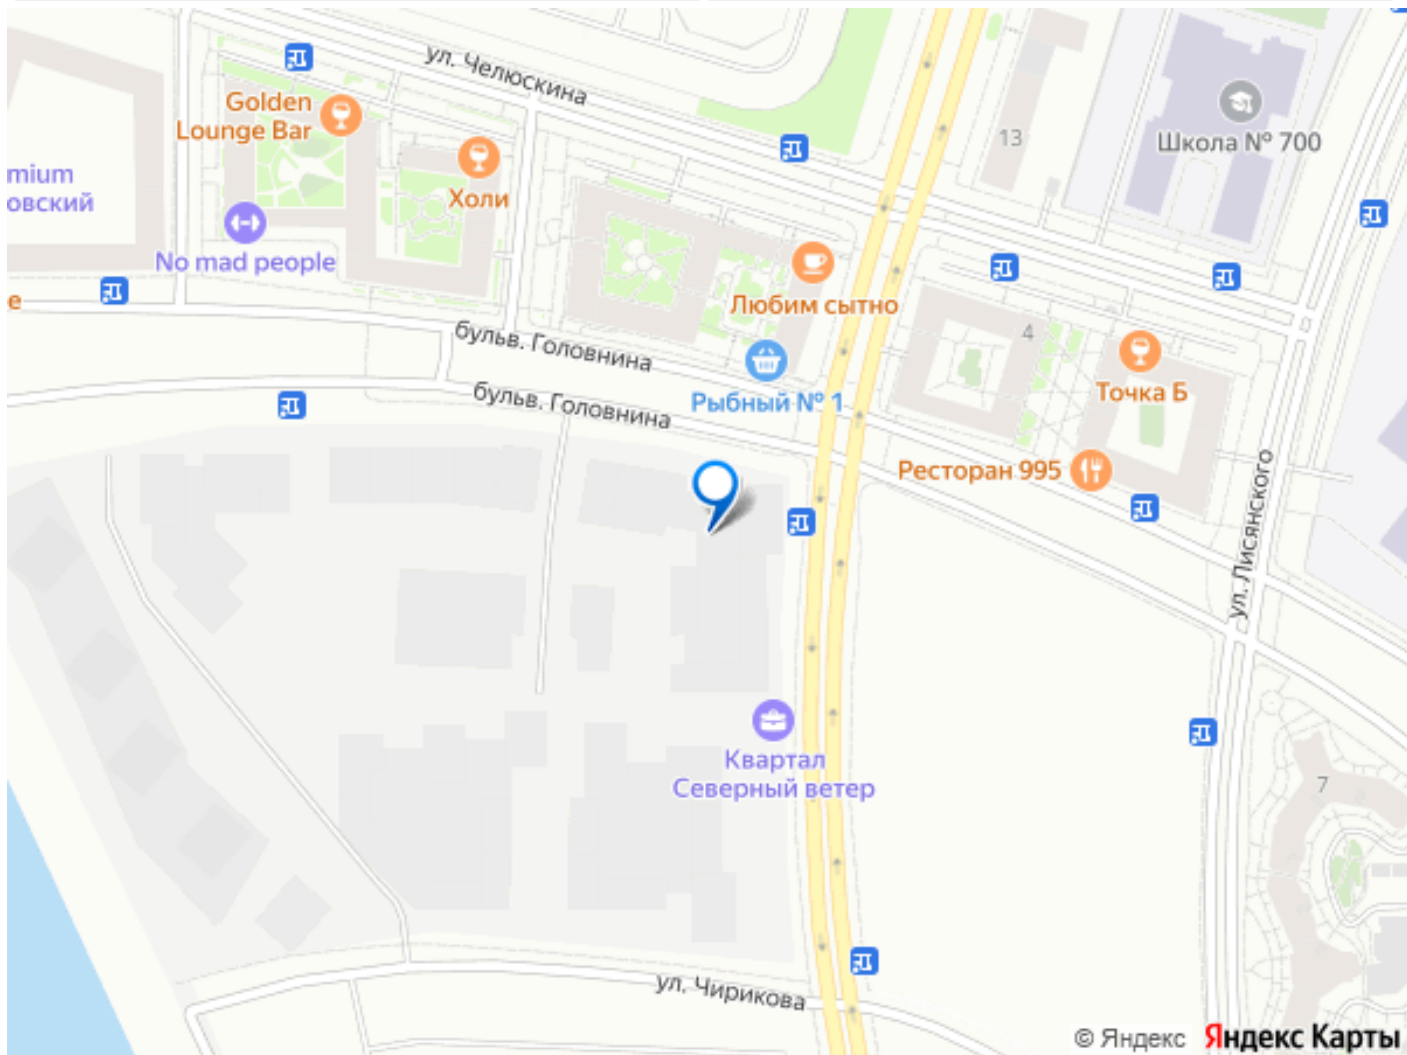 ул. Челюскина
Golden
Lounge Bar
13
Школа № 700
Холи
mium
овский
No mad people
Любим сытно
е
4
бульв. Головнина
Точка Б
бульв. Головнина
Рыбный № 1
Ресторан 995
ул. Лисянского
Квартал
Северный ветер
7
ул. Чирикова
© Яндекс Яндекс Карты